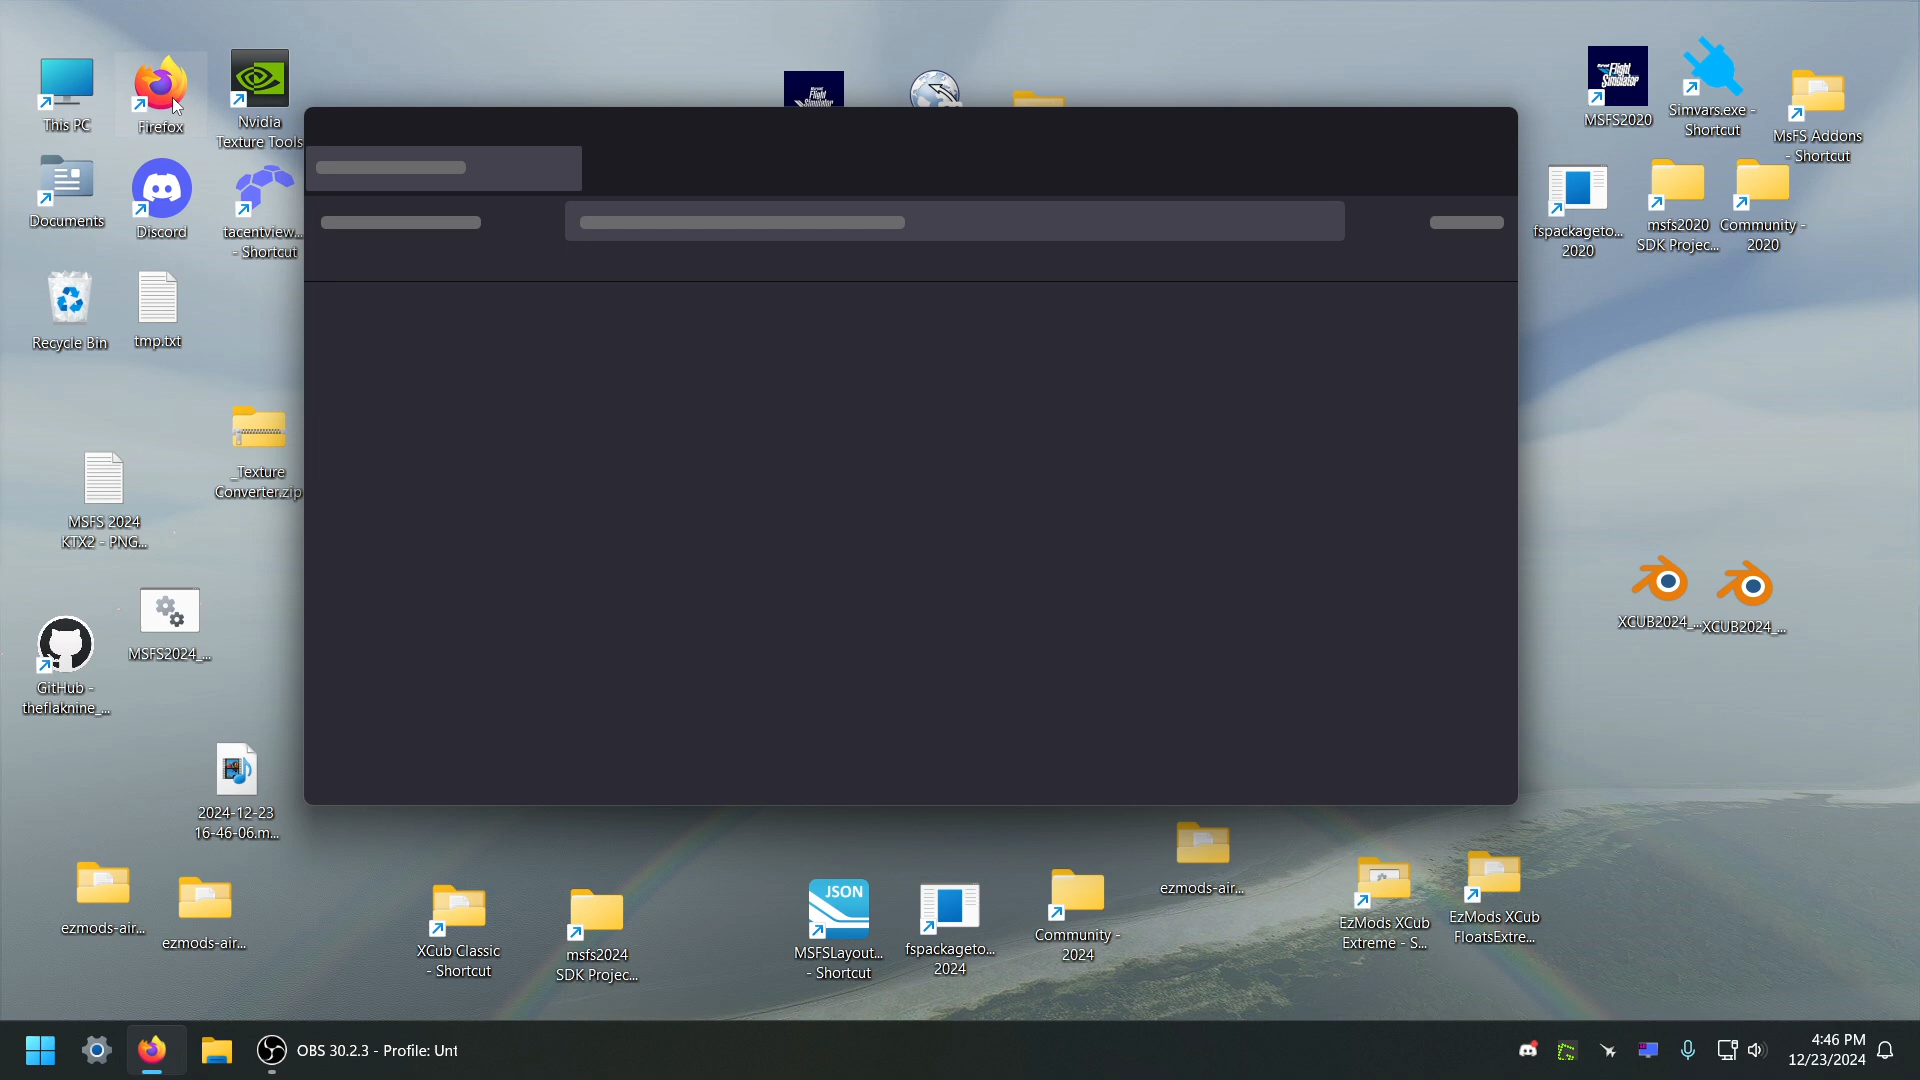 This PC
Firefox
Nvidia
Texture Tools
MSFS2020
Simvars.exe -
Shortcut
MsFS Addons
- Shortcut
Documents
Discord
tacentview...
- Shortcut
fspackageto...
2020
msfs2020
SDK Projec...
Community -
2020
Recycle Bin
tmp.txt
_Texture
Converter.zip
MSFS 2024
KTX2 - PNG...
MSFS2024_...
XCUB2024_...
XCUB2024_...
GitHub -
theflaknine_...
2024-12-23
16-46-06.m...
ezmods-air...
ezmods-air...
XCub Classic
- Shortcut
msfs2024
SDK Projec...
JSON
MSFSLayout...
- Shortcut
fspackageto...
2024
Community -
2024
ezmods-air...
EzMods XCub
Extreme - S...
EzMods XCub
FloatsExtre...
OBS 30.2.3 - Profile: Unt
4:46 PM
12/23/2024